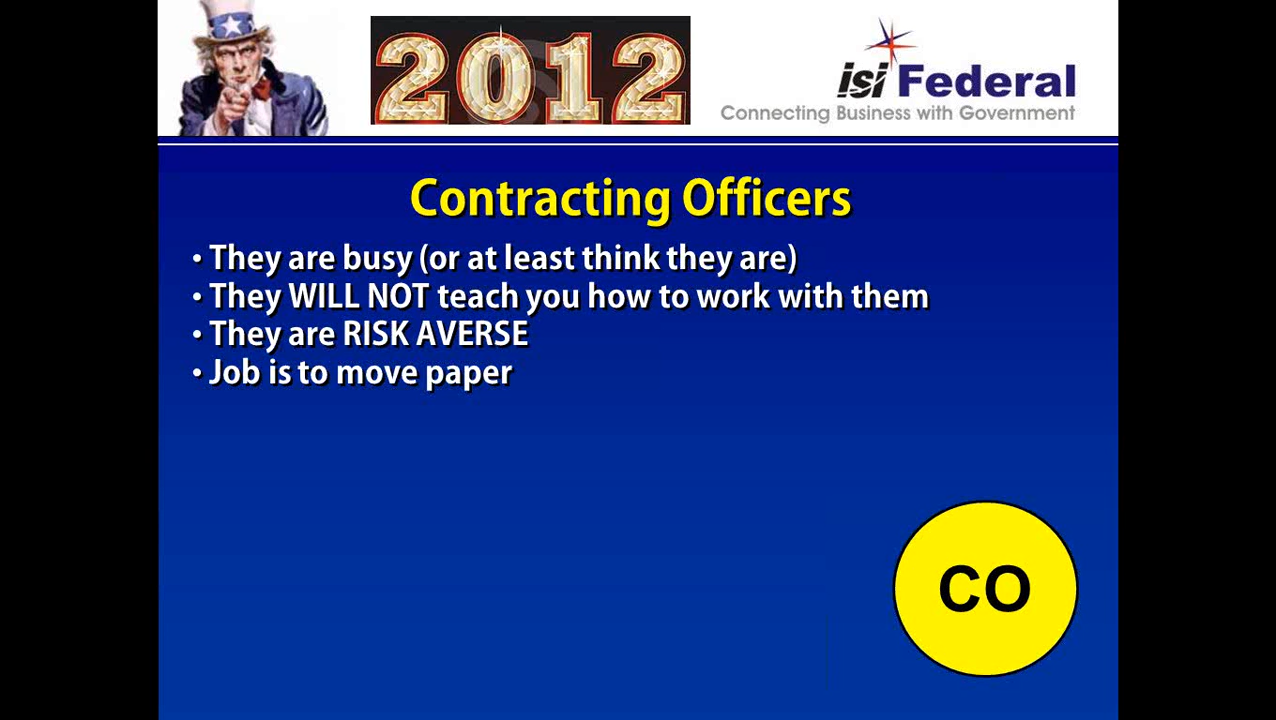 2012
isi Federal
Connecting Business with Government
Contracting Officers
• They are busy (or at least think they are)
• They WILL NOT teach you how to work with them
• They are RISK AVERSE
• Job is to move paper
CO